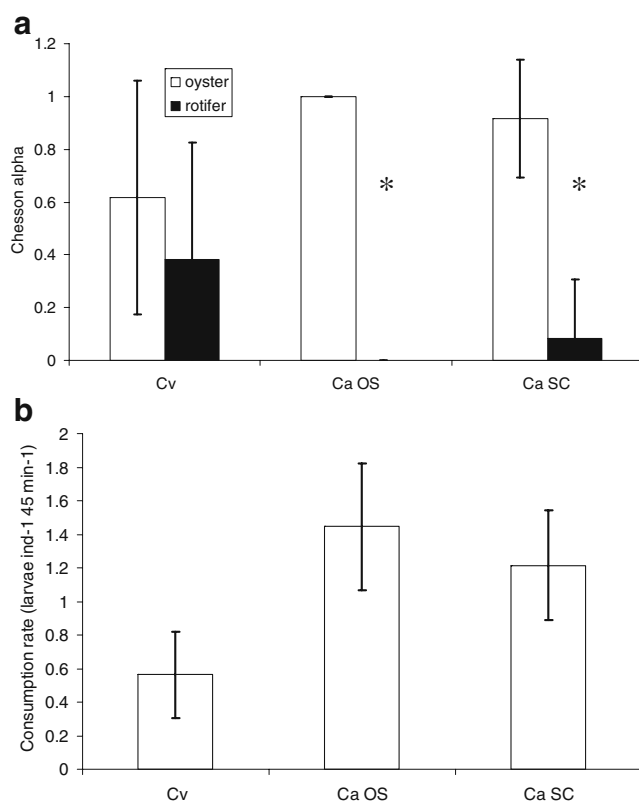 a
1.2
1
0.8
0.6
0.4
0.2
0
Chesson alpha
oyster
rotifer
*
*
Cv
Ca OS
Ca SC
b
2
1.8
1.6
1.4
1.2
1
0.8
0.6
0.4
0.2
0
Consumption rate (larvae ind-1 45 min-1)
Cv
Ca OS
Ca SC